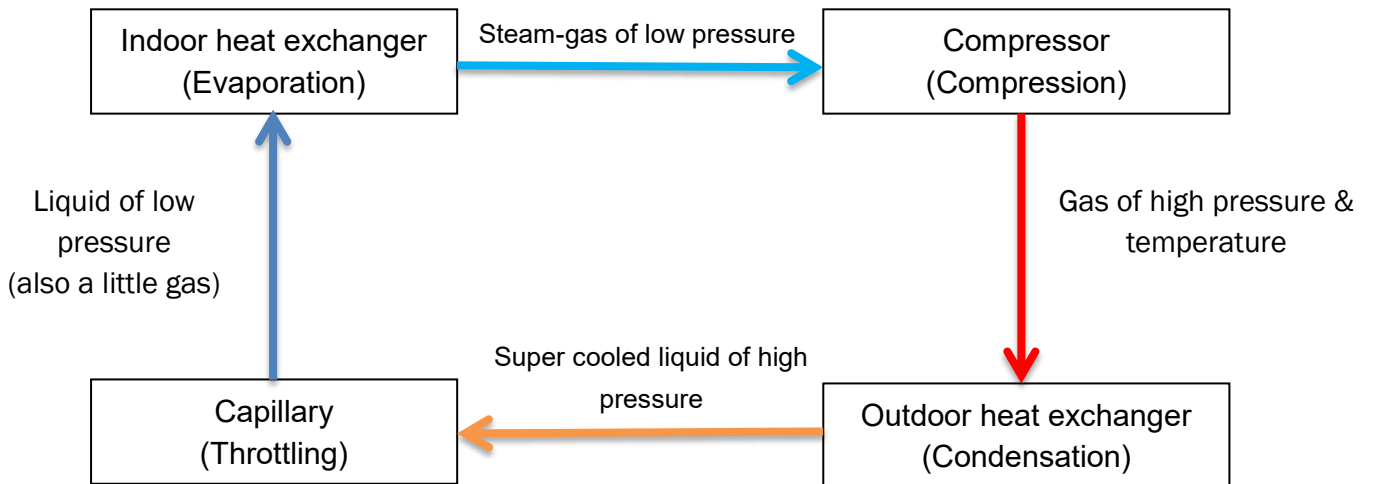 Indoor heat exchanger
(Evaporation)
Steam-gas of low pressure
Compressor
(Compression)
Liquid of low
pressure
(also a little gas)
Gas of high pressure &
temperature
Super cooled liquid of high
pressure
Capillary
(Throttling)
Outdoor heat exchanger
(Condensation)